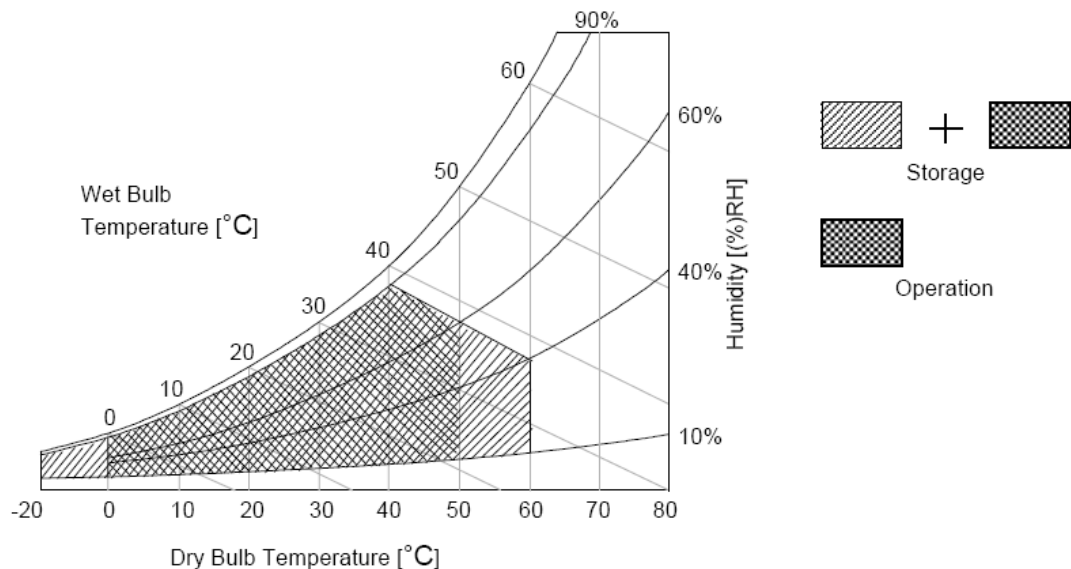 90%
60
60%
50
Wet Bulb
Temperature [°C]
40
30
20
10
0
40%
10%
Humidity [(%)RH]
-20 0 10 20 30 40 50 60 70 80
Dry Bulb Temperature [°C]
+
Storage
Operation